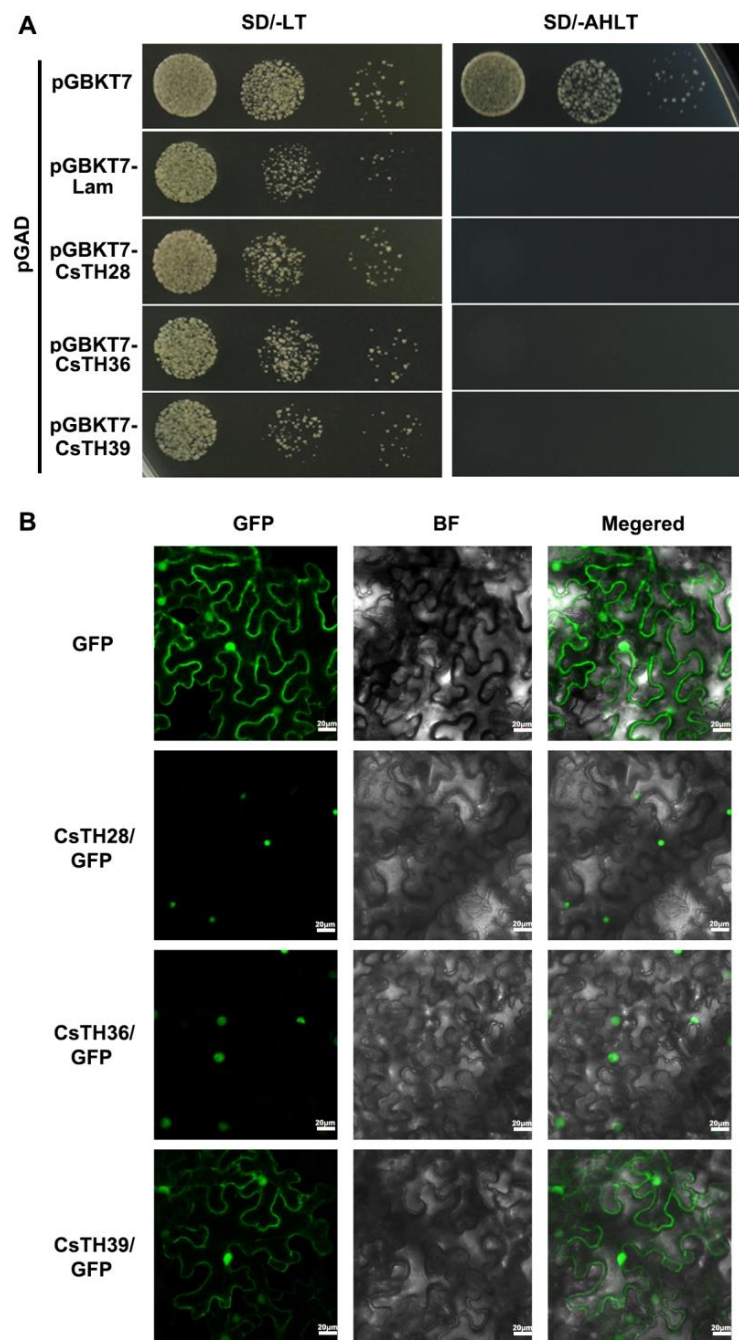 A
SD/-LT
SD/-AHLT
pGAD
pGBKT7
pGBKT7-
Lam
pGBKT7-
CsTH28
pGBKT7-
CsTH36
pGBKT7-
CsTH39
B
GFP
BF
Megered
GFP
20μm
20μm
20μm
CsTH28/
GFP
20μm
20μm
20μm
CsTH36/
GFP
20μm
20μm
20μm
CsTH39/
GFP
20μm
20μm
20μm